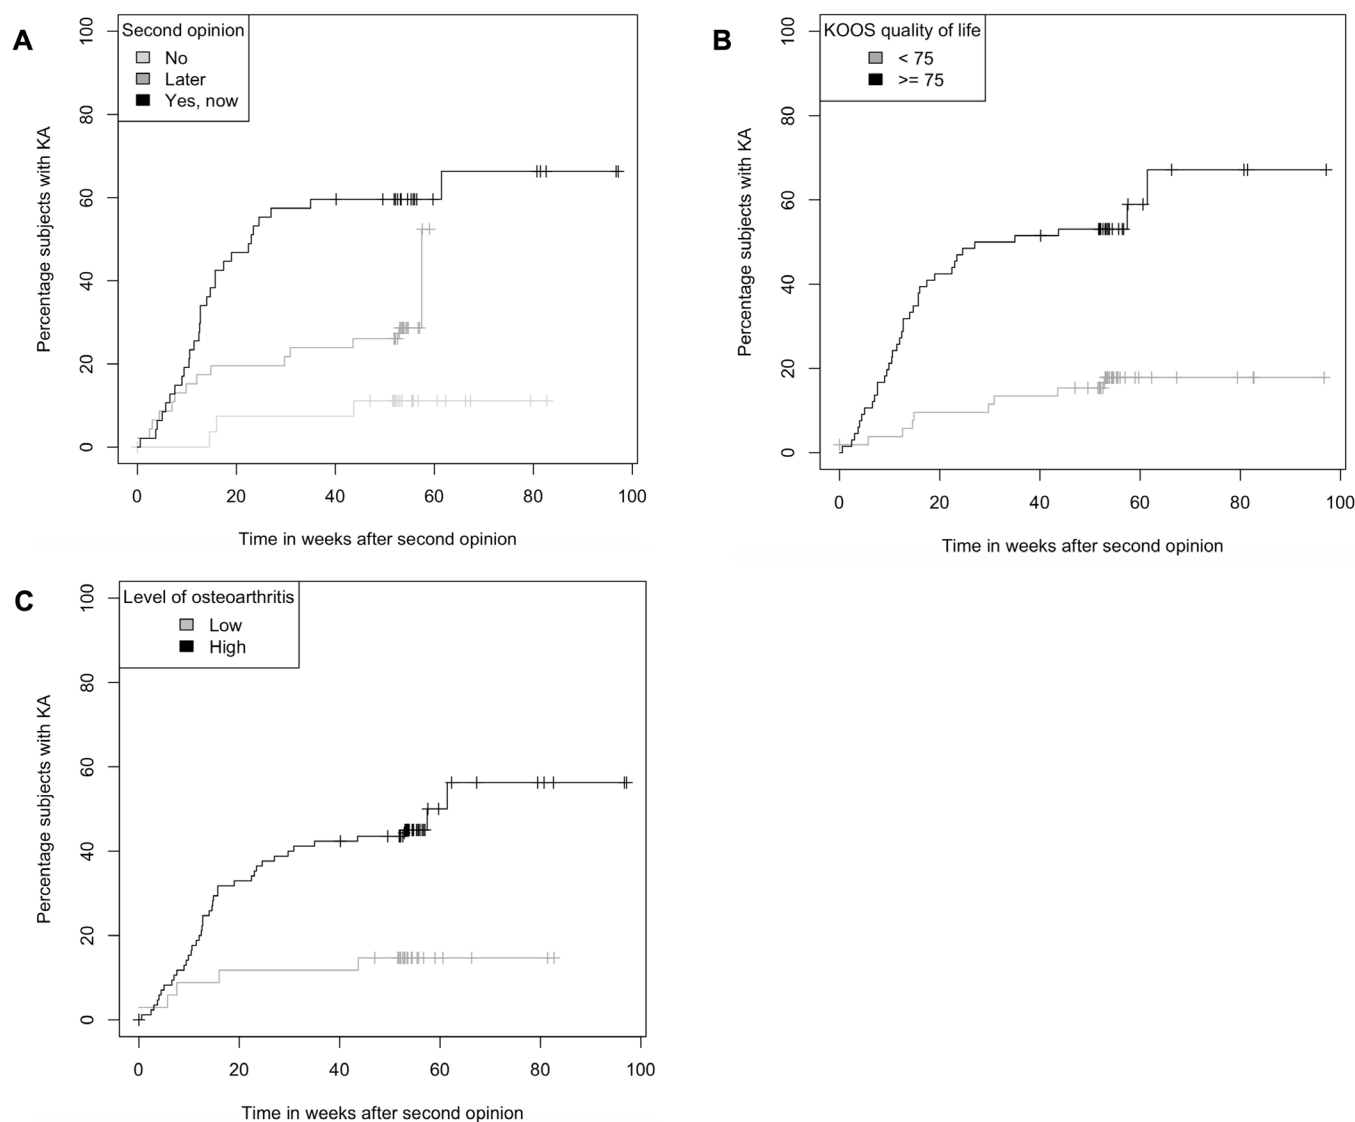 A
Second opinion
No
Later
Yes, now
Percentage subjects with KA
0
20
40
60
80
100
0
20
40
60
80
100
Time in weeks after second opinion
B
KOOS quality of life
< 75
>= 75
Percentage subjects with KA
0
20
40
60
80
100
0
20
40
60
80
100
Time in weeks after second opinion
C
Level of osteoarthritis
Low
High
Percentage subjects with KA
0
20
40
60
80
100
0
20
40
60
80
100
Time in weeks after second opinion